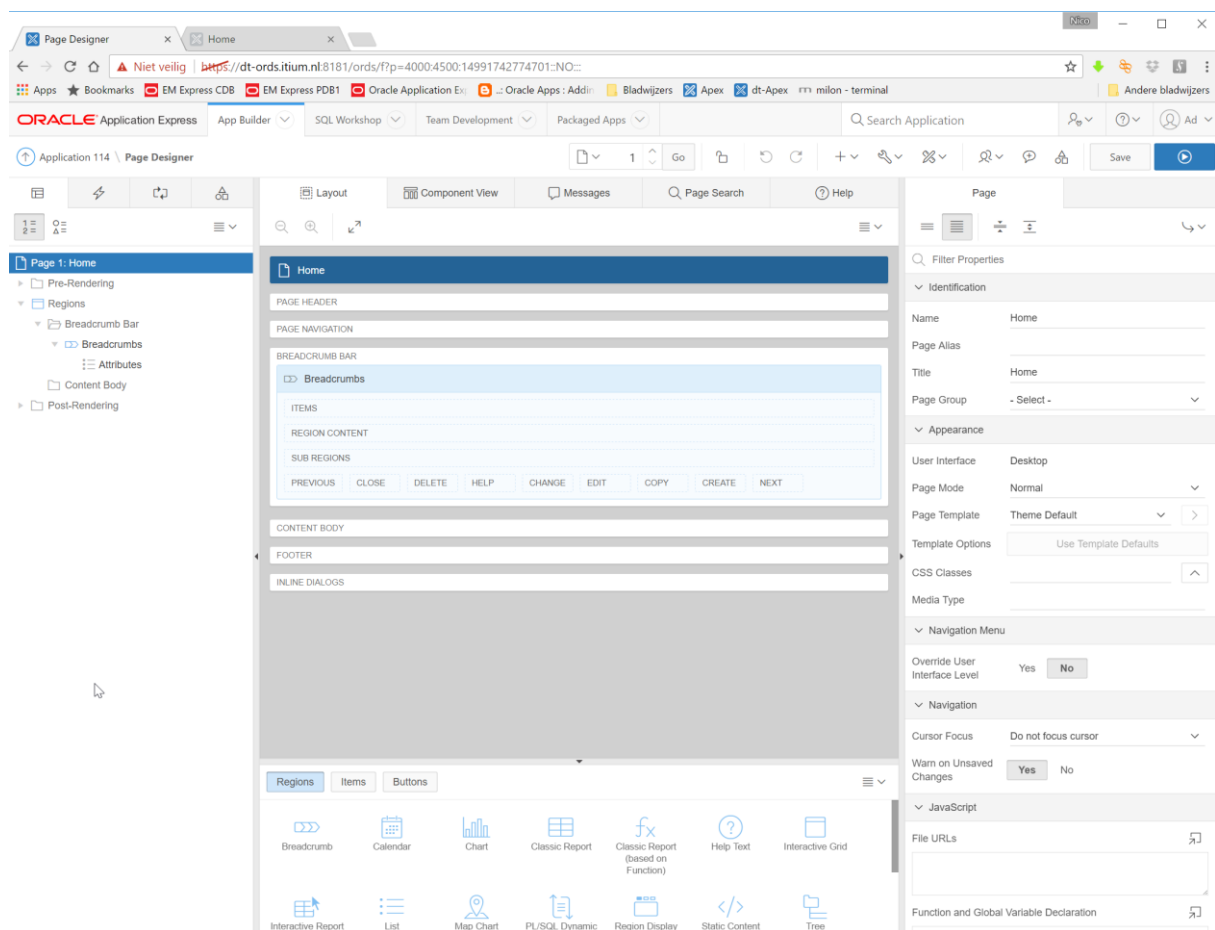 Nico
Page Designer
Home
Niet veilig https://dt-ords.itium.nl:8181/ords/f?p=4000:4500:14991742774701::NO:::
Apps Bookmarks EM Express CDB EM Express PDB1 Oracle Application Ex ..: Oracle Apps : Addin Bladwijzers Apex dt-Apex milon - terminal Andere bladwijzers
ORACLE Application Express App Builder SQL Workshop Team Development Packaged Apps Search Application Ad
Application 114 \ Page Designer 1 Go Save
Layout Component View Messages Page Search Help Page
Page 1: Home
Pre-Rendering
Regions
Breadcrumb Bar
Breadcrumbs
Attributes
Content Body
Post-Rendering
Home
PAGE HEADER
PAGE NAVIGATION
BREADCRUMB BAR
Breadcrumbs
ITEMS
REGION CONTENT
SUB REGIONS
PREVIOUS CLOSE DELETE HELP CHANGE EDIT COPY CREATE NEXT
CONTENT BODY
FOOTER
INLINE DIALOGS
Regions Items Buttons
Breadcrumb Calendar Chart Classic Report Classic Report (based on Function) Help Text Interactive Grid
Interactive Report List Map Chart PL/SQL Dynamic Region Display Static Content Tree
Filter Properties
Identification
Name Home
Page Alias
Title Home
Page Group - Select -
Appearance
User Interface Desktop
Page Mode Normal
Page Template Theme Default
Template Options Use Template Defaults
CSS Classes
Media Type
Navigation Menu
Override User Interface Level Yes No
Navigation
Cursor Focus Do not focus cursor
Warn on Unsaved Changes Yes No
JavaScript
File URLs
Function and Global Variable Declaration